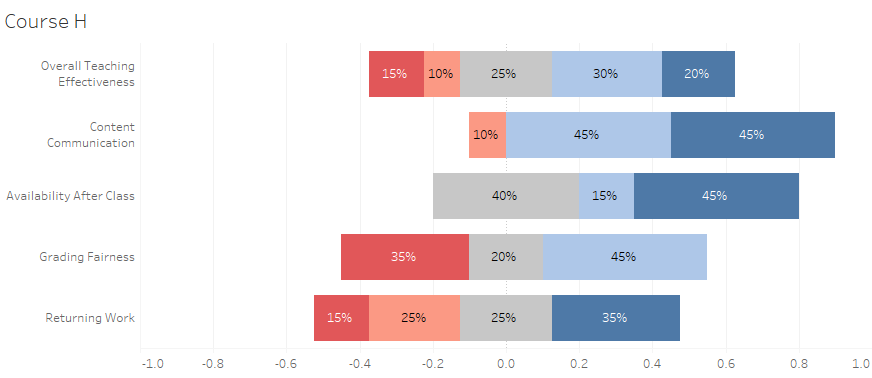 Course H
Overall Teaching
Effectiveness
15% 10% 25% 30% 20%
Content
Communication
10% 45% 45%
Availability After Class
40% 15% 45%
Grading Fairness
35% 20% 45%
Returning Work
15% 25% 25% 35%
-1.0 -0.8 -0.6 -0.4 -0.2 0.0 0.2 0.4 0.6 0.8 1.0